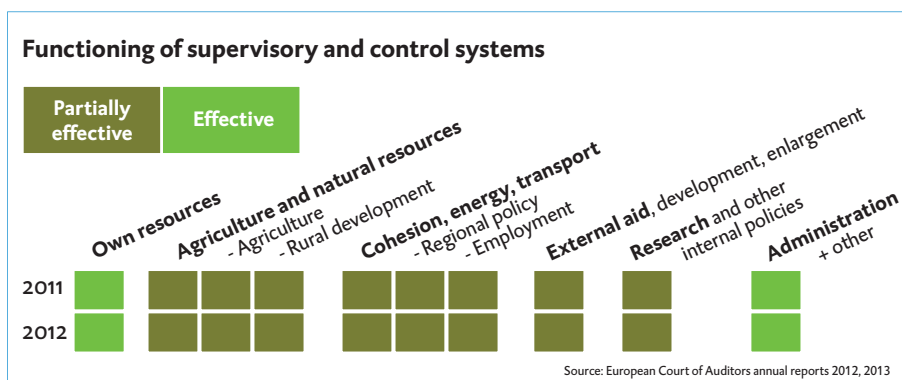 Functioning of supervisory and control systems
Partially
effective
Effective
Own resources
Agriculture and natural resources
- Agriculture
- Rural development
Cohesion, energy, transport
- Regional policy
- Employment
External aid, development, enlargement
Research and other
internal policies
Administration
+ other
2011
2012
Source: European Court of Auditors annual reports 2012, 2013